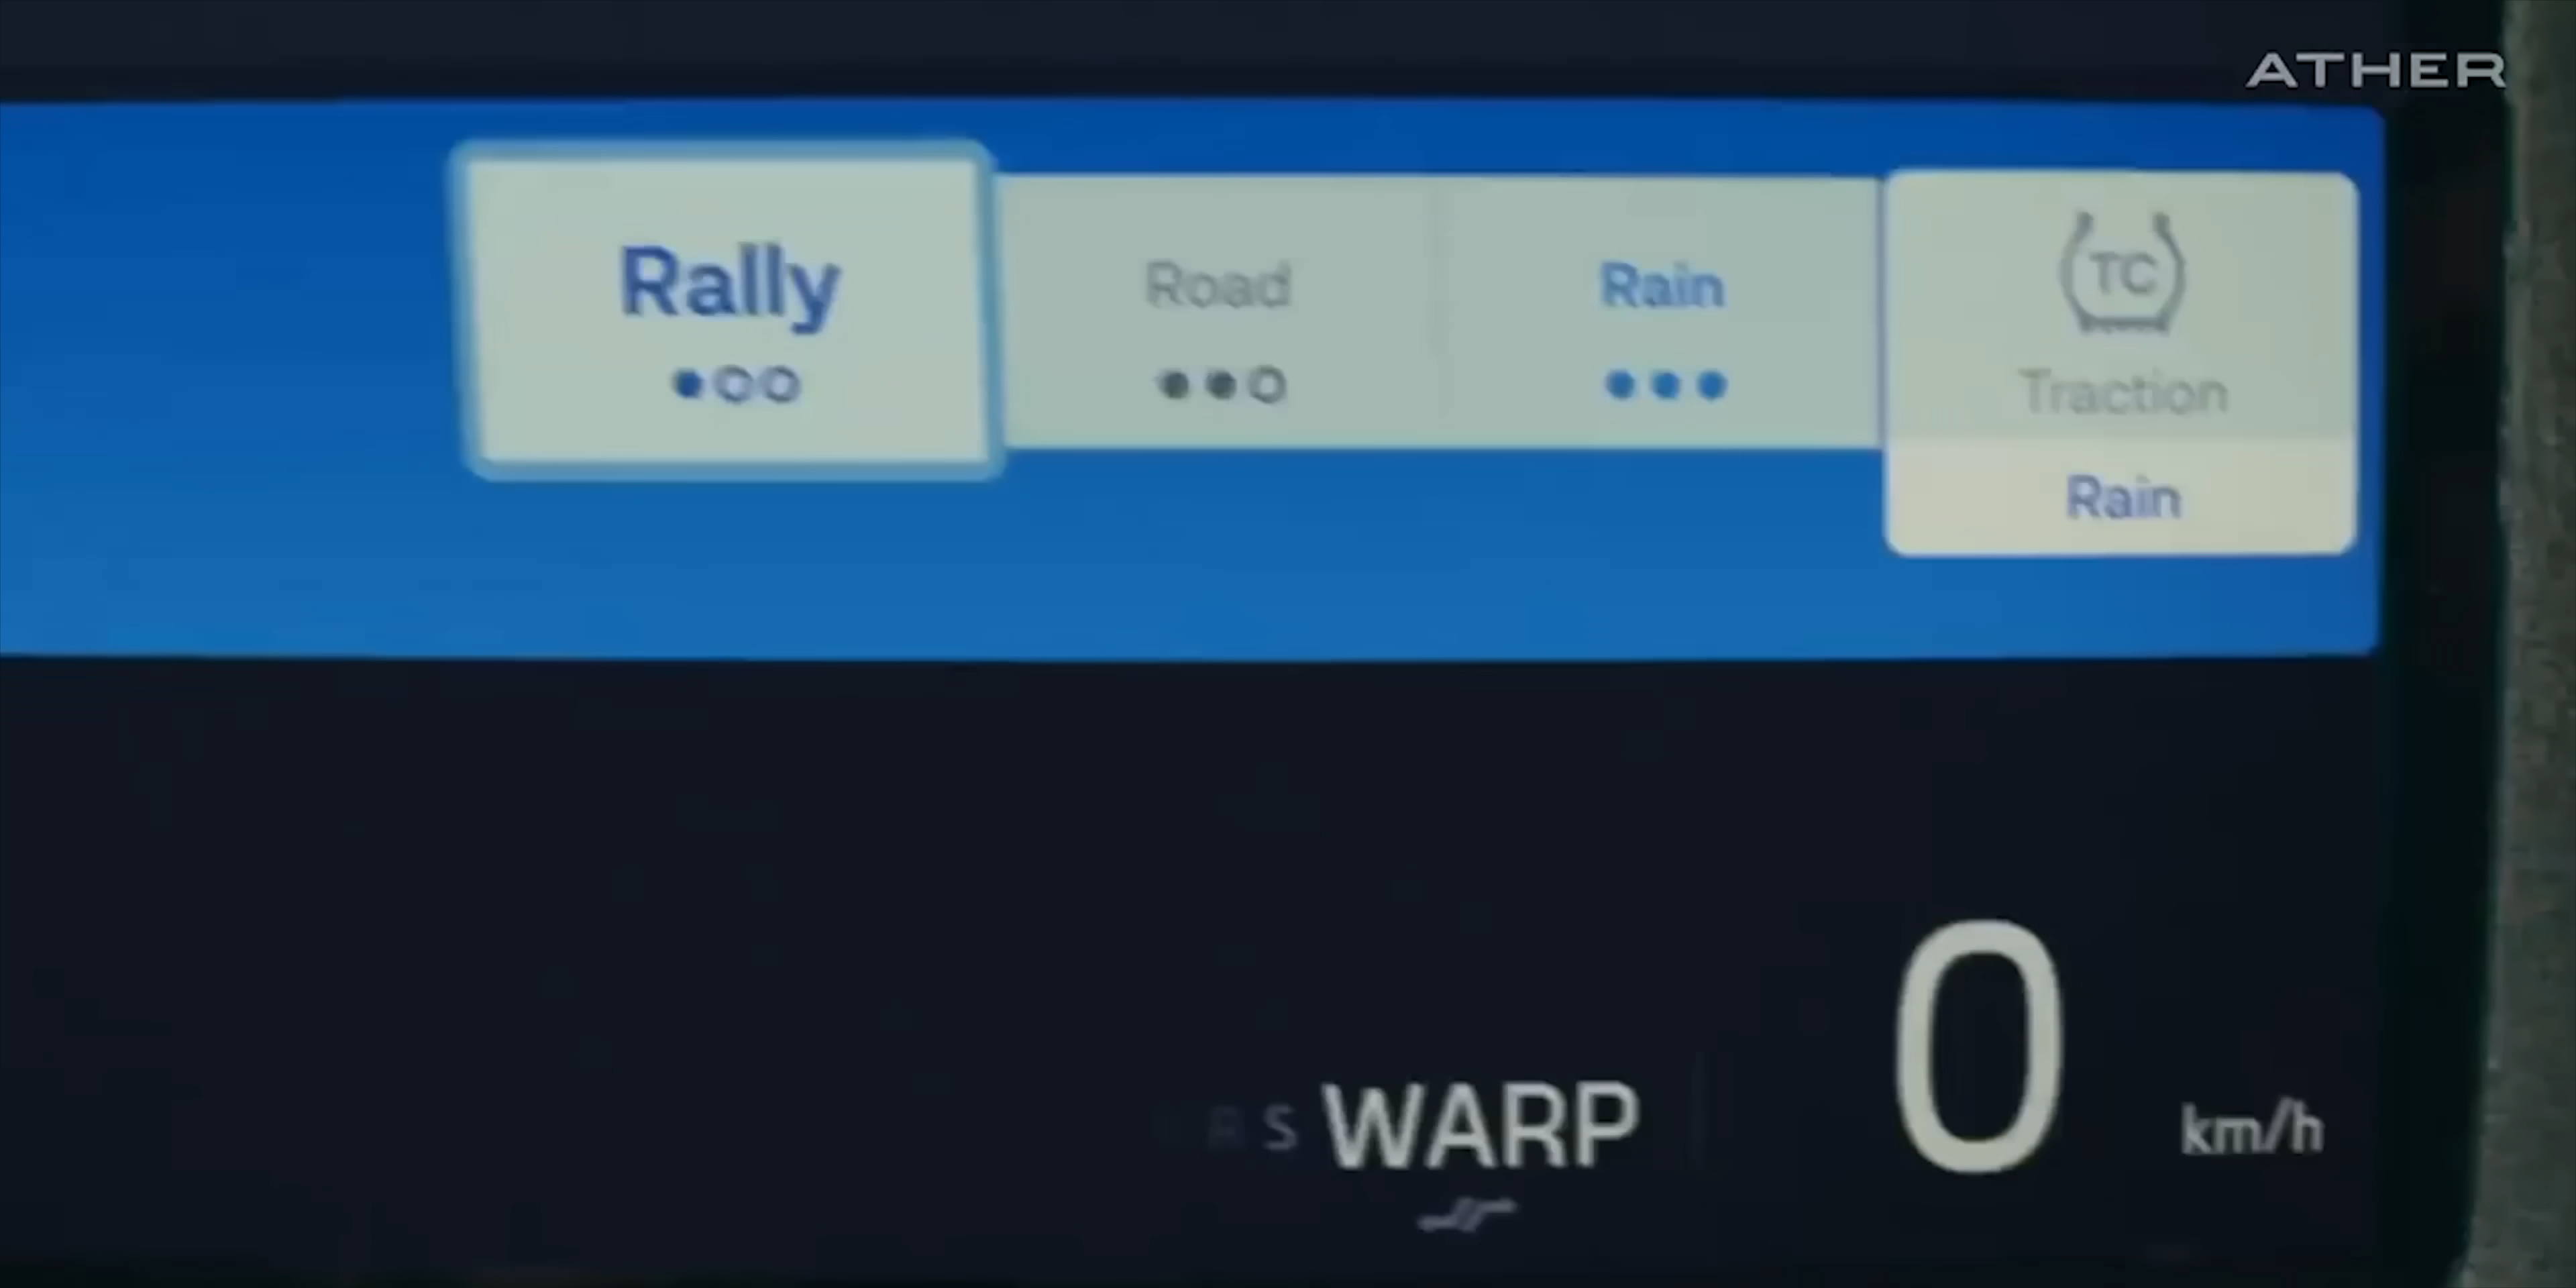 ATHER
Rally
Road
Rain
TC
Traction
Rain
R S WARP
0 km/h